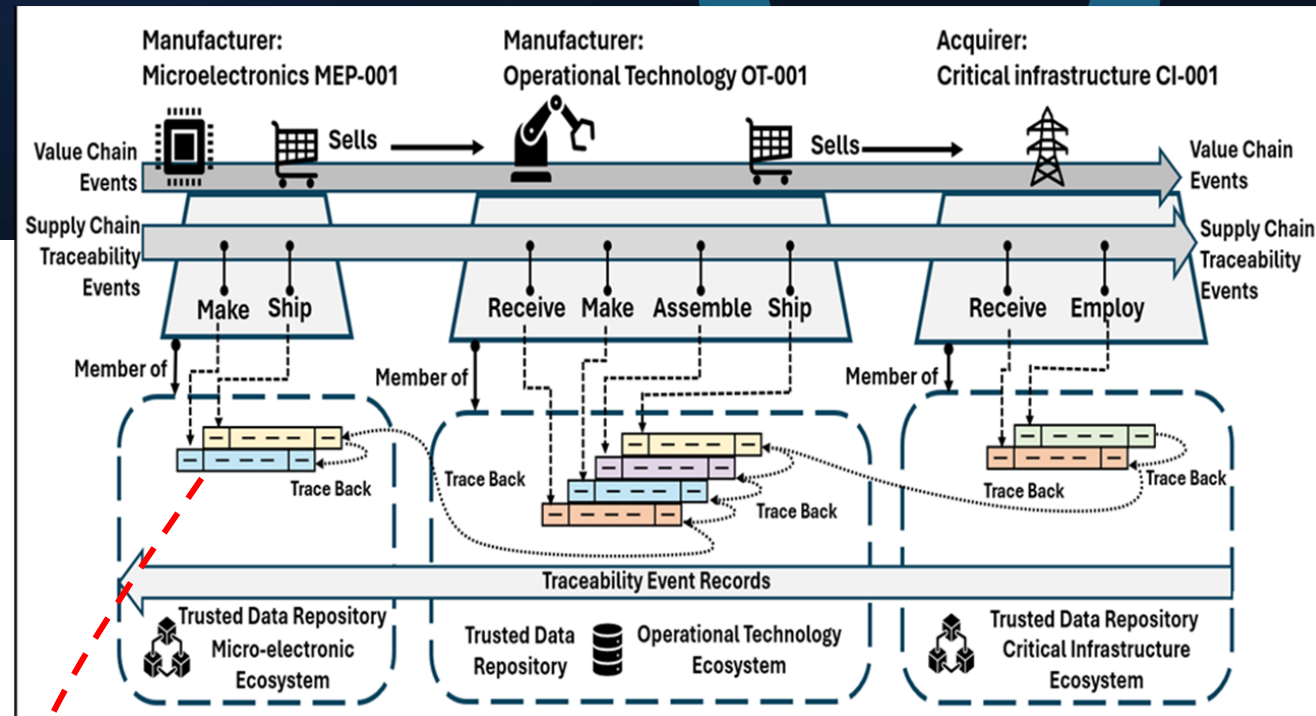 Manufacturer:
Microelectronics MEP-001
Manufacturer:
Operational Technology OT-001
Acquirer:
Critical infrastructure CI-001
Sells
Sells
Value Chain
Events
Value Chain
Events
Supply Chain
Traceability
Events
Supply Chain
Traceability
Events
Make Ship
Receive Make Assemble Ship
Receive Employ
Member of
Member of
Member of
Trace Back
Trace Back
Trace Back
Trace Back
Trace Back
Traceability Event Records
Trusted Data Repository
Micro-electronic
Ecosystem
Trusted Data
Repository
Operational Technology
Ecosystem
Trusted Data Repository
Critical Infrastructure
Ecosystem